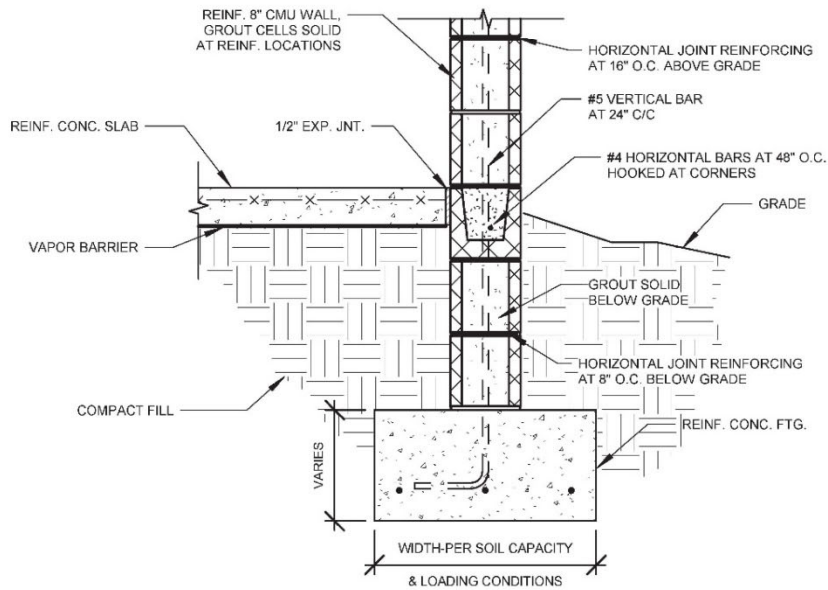 REINF. 8" CMU WALL,
GROUT CELLS SOLID
AT REINF. LOCATIONS
HORIZONTAL JOINT REINFORCING
AT 16" O.C. ABOVE GRADE
#5 VERTICAL BAR
AT 24" C/C
REINF. CONC. SLAB
1/2" EXP. JNT.
#4 HORIZONTAL BARS AT 48" O.C.
HOOKED AT CORNERS
GRADE
VAPOR BARRIER
GROUT SOLID
BELOW GRADE
HORIZONTAL JOINT REINFORCING
AT 8" O.C. BELOW GRADE
COMPACT FILL
REINF. CONC. FTG.
VARIES
WIDTH-PER SOIL CAPACITY
& LOADING CONDITIONS